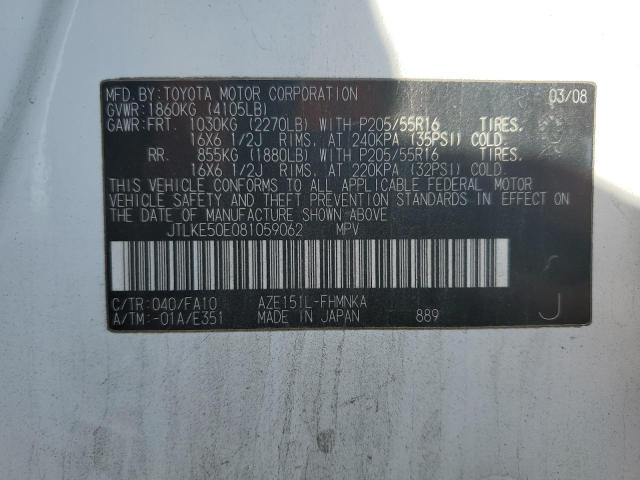 MFD. BY: TOYOTA MOTOR CORPORATION 03/08
GVWR: 1860KG (4105LB)
GAWR: FRT. 1030KG (2270LB) WITH P205/55R16 TIRES.
16X6 1/2J RIMS, AT 240KPA (35PSI) COLD.
RR. 855KG (1880LB) WITH P205/55R16 TIRES.
16X6 1/2J RIMS, AT 220KPA (32PSI) COLD.
THIS VEHICLE CONFORMS TO ALL APPLICABLE FEDERAL MOTOR
VEHICLE SAFETY AND THEFT PREVENTION STANDARDS IN EFFECT ON
THE DATE OF MANUFACTURE SHOWN ABOVE
JTLKE50E081059062 MPV
C/TR: 040/FA10 AZE151L-FHMNKA
A/TM: -01A/E351 MADE IN JAPAN 889
J